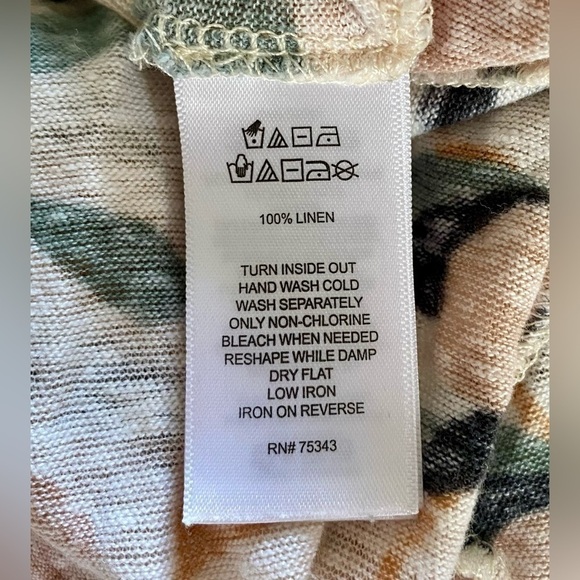 100% LINEN
TURN INSIDE OUT
HAND WASH COLD
WASH SEPARATELY
ONLY NON-CHLORINE
BLEACH WHEN NEEDED
RESHAPE WHILE DAMP
DRY FLAT
LOW IRON
IRON ON REVERSE
RN# 75343